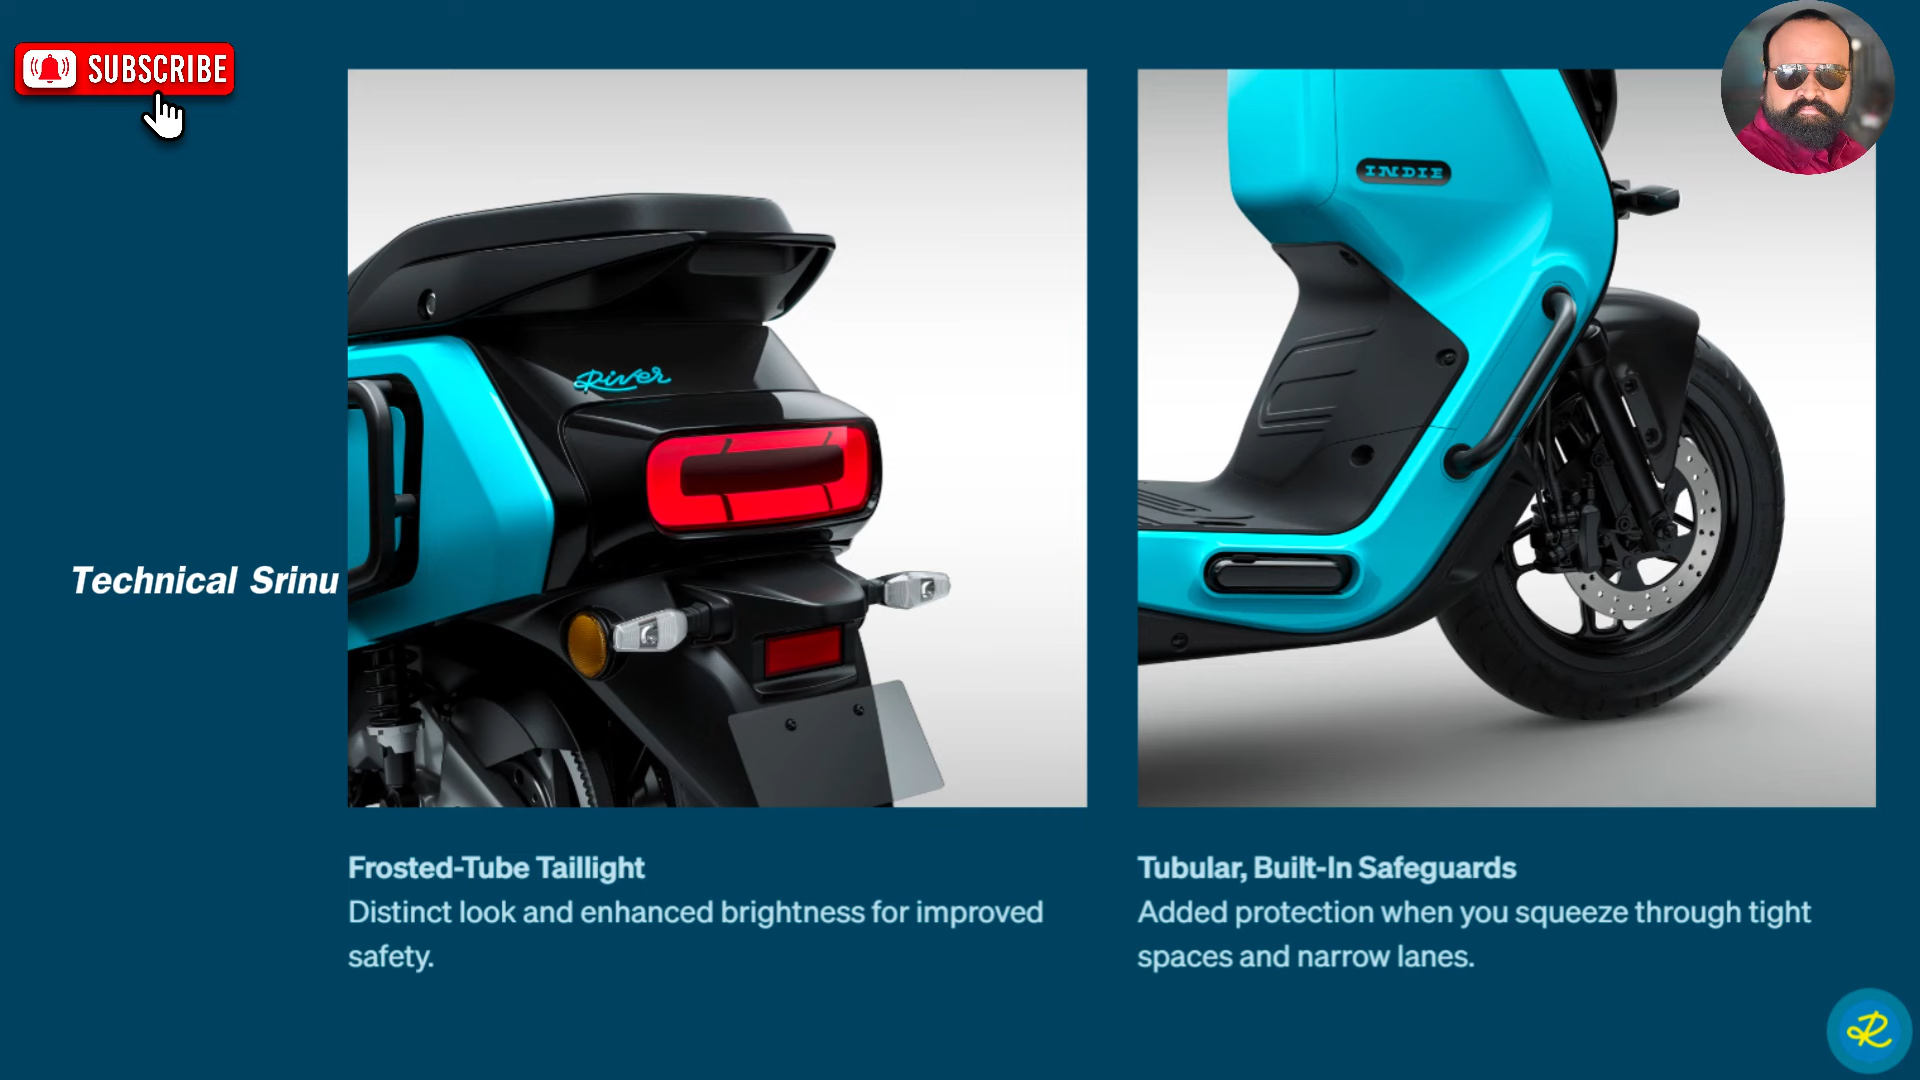 SUBSCRIBE
INDIE
River
Technical Srinu
Frosted-Tube Taillight
Distinct look and enhanced brightness for improved
safety.
Tubular, Built-In Safeguards
Added protection when you squeeze through tight
spaces and narrow lanes.
R